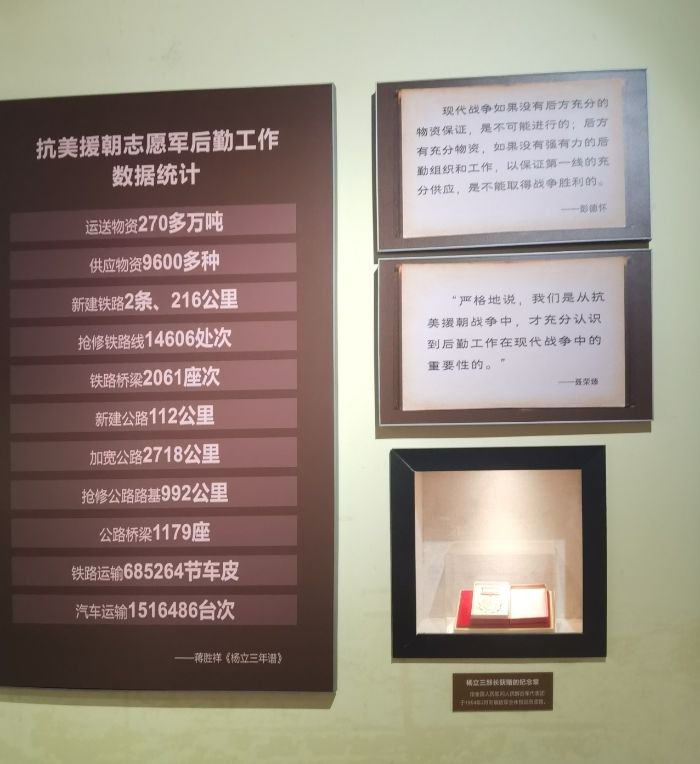 抗美援朝志愿军后勤工作
数据统计
运送物资270多万吨
供应物资9600多种
新建铁路2条、216公里
抢修铁路线14606处次
铁路桥梁2061座次
新建公路112公里
加宽公路2718公里
抢修公路路基992公里
公路桥梁1179座
铁路运输685264节车皮
汽车运输1516486台次
——蒋胜祥《杨立三年谱》
现代战争如果没有后方充分的
物资保证，是不可能进行的；后方
有充分物资，如果没有强有力的后
勤组织和工作，以保证第一线的充
分供应，是不能取得战争胜利的。
——彭德怀
“严格地说，我们是从抗
美援朝战争中，才充分认识
到后勤工作在现代战争中的
重要性的。”
——聂荣臻
杨立三部长获赠的纪念章
于1954年2月